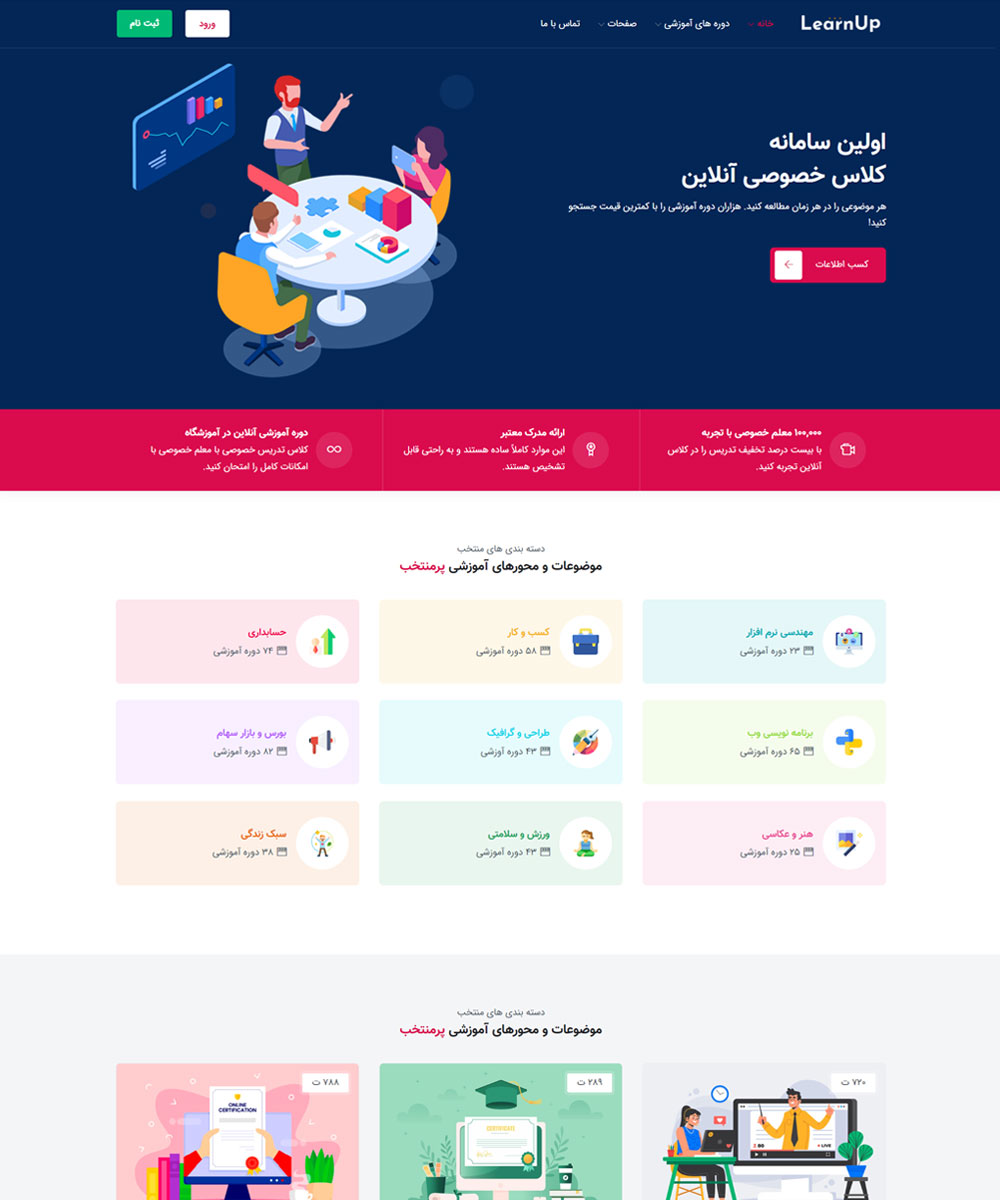 LearnUp
خانه
دوره های آموزشی
صفحات
تماس با ما
ورود
ثبت نام
اولین سامانه
کلاس خصوصی آنلاین
هر موضوعی را در هر زمان مطالعه کنید. هزاران دوره آموزشی را با کمترین قیمت جستجو
کنید!
کسب اطلاعات
۱۰۰,۰۰۰ معلم خصوصی با تجربه
با بیست درصد تخفیف تدریس را در کلاس
آنلاین تجربه کنید.
ارائه مدرک معتبر
این موارد کاملاً ساده هستند و به راحتی قابل
تشخیص هستند.
دوره آموزشی آنلاین در آموزشگاه
کلاس تدریس خصوصی با معلم خصوصی با
امکانات کامل را امتحان کنید.
دسته بندی های منتخب
موضوعات و محورهای آموزشی پرمنتخب
مهندسی نرم افزار
۲۳ دوره آموزشی
کسب و کار
۵۸ دوره آموزشی
حسابداری
۷۴ دوره آموزشی
برنامه نویسی وب
۶۵ دوره آموزشی
طراحی و گرافیک
۴۳ دوره آوزشی
بورس و بازار سهام
۸۲ دوره آموزشی
هنر و عکاسی
۲۵ دوره آموزشی
ورزش و سلامتی
۴۳ دوره آموزشی
سبک زندگی
۳۸ دوره آموزشی
دسته بندی های منتخب
موضوعات و محورهای آموزشی پرمنتخب
۷۲۰ ت
LIVE
۲۸۹ ت
CERTIFICATE
۷۸۸ ت
ONLINE
CERTIFICATION